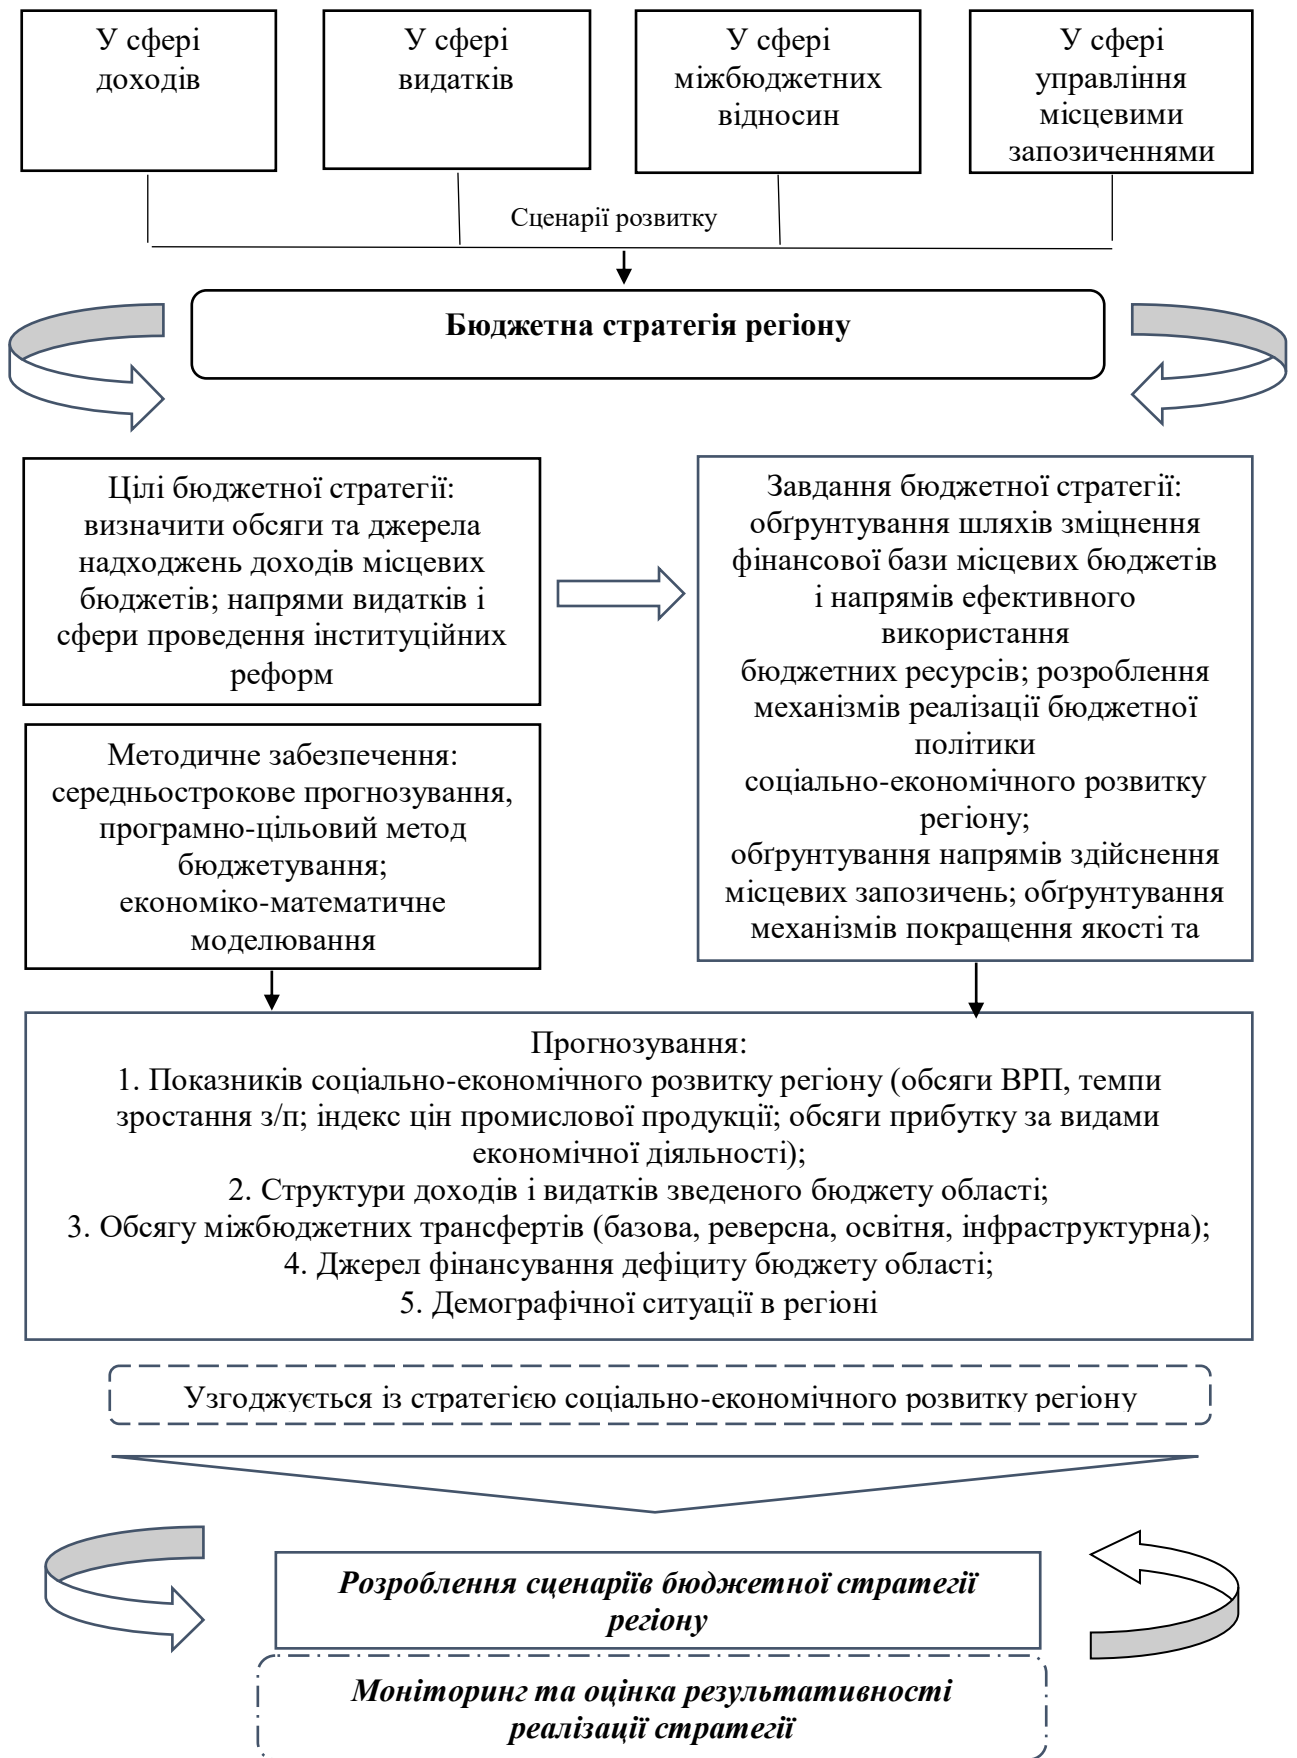 У сфері
доходів
У сфері
видатків
У сфері
міжбюджетних
відносин
У сфері
управління
місцевими
запозиченнями
Сценарії розвитку
Бюджетна стратегія регіону
Цілі бюджетної стратегії:
визначити обсяги та джерела
надходжень доходів місцевих
бюджетів; напрями видатків і
сфери проведення інституційних
реформ
Завдання бюджетної стратегії:
обґрунтування шляхів зміцнення
фінансової бази місцевих бюджетів
і напрямів ефективного
використання
бюджетних ресурсів; розроблення
механізмів реалізації бюджетної
політики
соціально-економічного розвитку
регіону;
обґрунтування напрямів здійснення
місцевих запозичень; обґрунтування
механізмів покращення якості та
Методичне забезпечення:
середньострокове прогнозування,
програмно-цільовий метод
бюджетування;
економіко-математичне
моделювання
Прогнозування:
1. Показників соціально-економічного розвитку регіону (обсяги ВРП, темпи
зростання з/п; індекс цін промислової продукції; обсяги прибутку за видами
економічної діяльності);
2. Структури доходів і видатків зведеного бюджету області;
3. Обсягу міжбюджетних трансфертів (базова, реверсна, освітня, інфраструктурна);
4. Джерел фінансування дефіциту бюджету області;
5. Демографічної ситуації в регіоні
Узгоджується із стратегією соціально-економічного розвитку регіону
Розроблення сценаріїв бюджетної стратегії
регіону
Моніторинг та оцінка результативності
реалізації стратегії